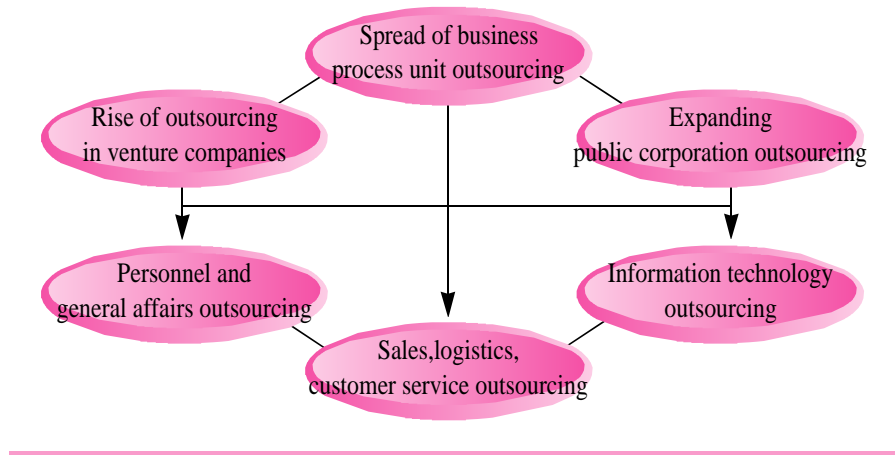 Spread of business
process unit outsourcing
Rise of outsourcing
in venture companies
Expanding
public corporation outsourcing
Personnel and
general affairs outsourcing
Information technology
outsourcing
Sales,logistics,
customer service outsourcing